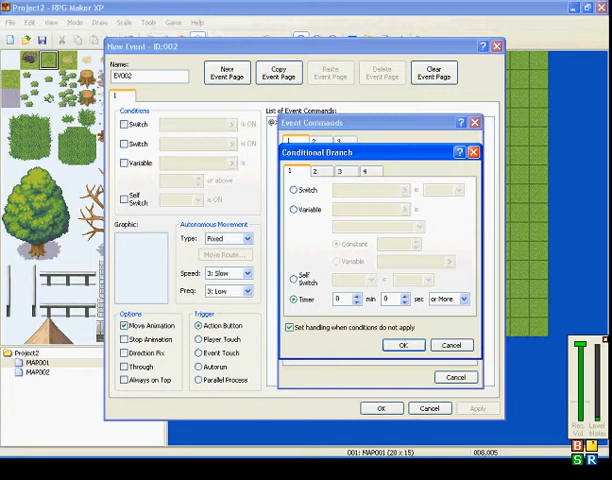 Project2 - RPG Maker XP
File Edit View Mode Draw Scale Tools Game Help
New Event - ID:002
Name:
EV002
New Event Page
Copy Event Page
Paste Event Page
Delete Event Page
Clear Event Page
1
Conditions
Switch is ON
Switch is ON
Variable is
or above
Self Switch is ON
Graphic:
Autonomous Movement
Type: Fixed
Move Route...
Speed: 3: Slow
Freq: 3: Low
Options
Move Animation
Stop Animation
Direction Fix
Through
Always on Top
Trigger
Action Button
Player Touch
Event Touch
Autorun
Parallel Process
List of Event Commands:
@>
Event Commands
1 2 3
Conditional Branch
1 2 3 4
Switch is
Variable is
Constant
Variable
Self Switch is
Timer 0 min 0 sec or More
Set handling when conditions do not apply
OK Cancel
Cancel
OK Cancel Apply
Project2
MAP001
MAP002
001: MAP001 (20 x 15)
008,005
Rec Vol
Level Meter
B R
S R